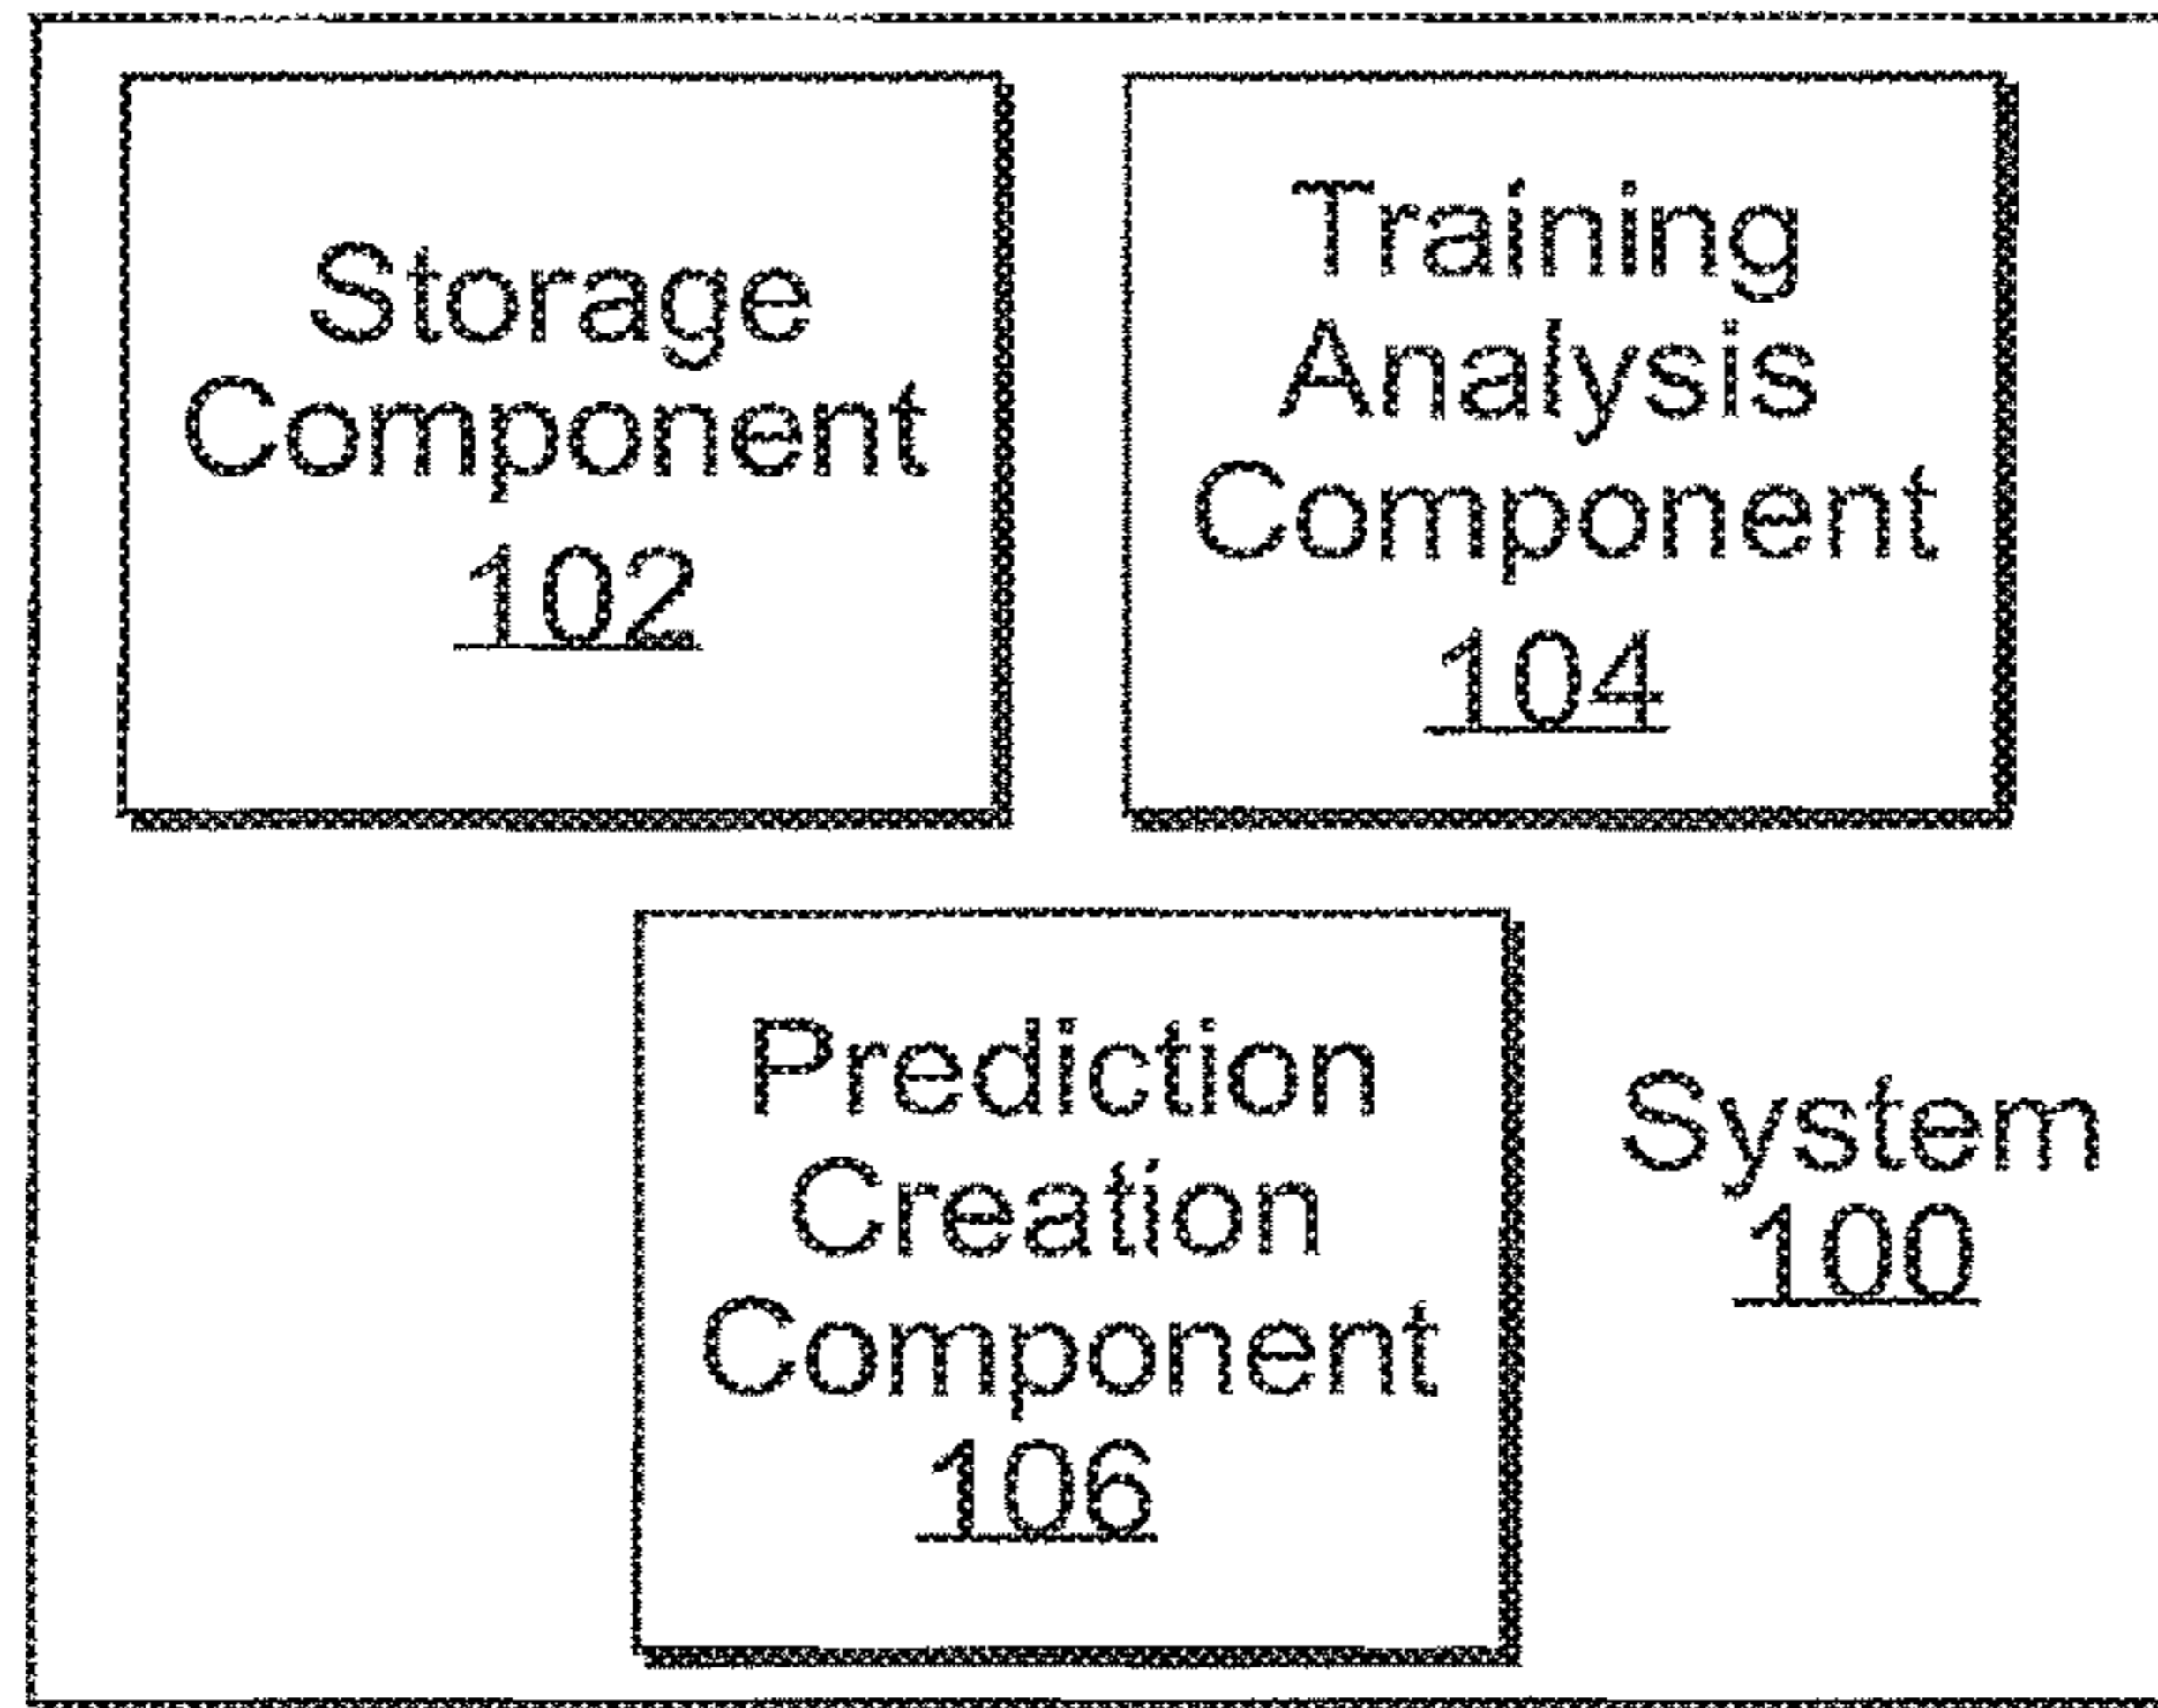 Storage
Component
102
Training
Analysis
Component
104
Prediction
Creation
Component
106
System
100